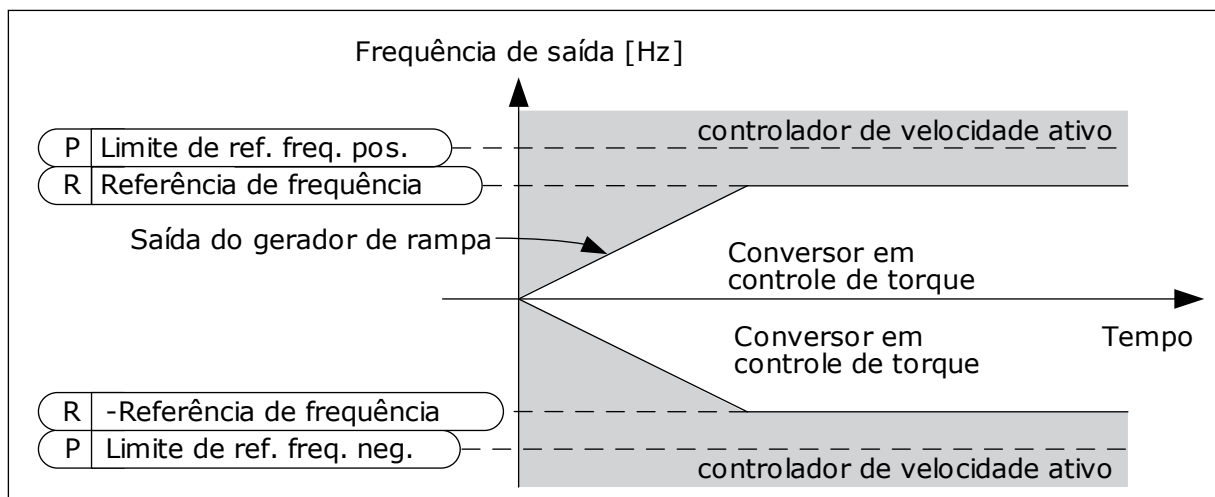 Frequência de saída [Hz]
controlador de velocidade ativo
P Limite de ref. freq. pos.
R Referência de frequência
Saída do gerador de rampa
Conversor em
controle de torque
Conversor em
controle de torque
Tempo
R -Referência de frequência
P Limite de ref. freq. neg.
controlador de velocidade ativo